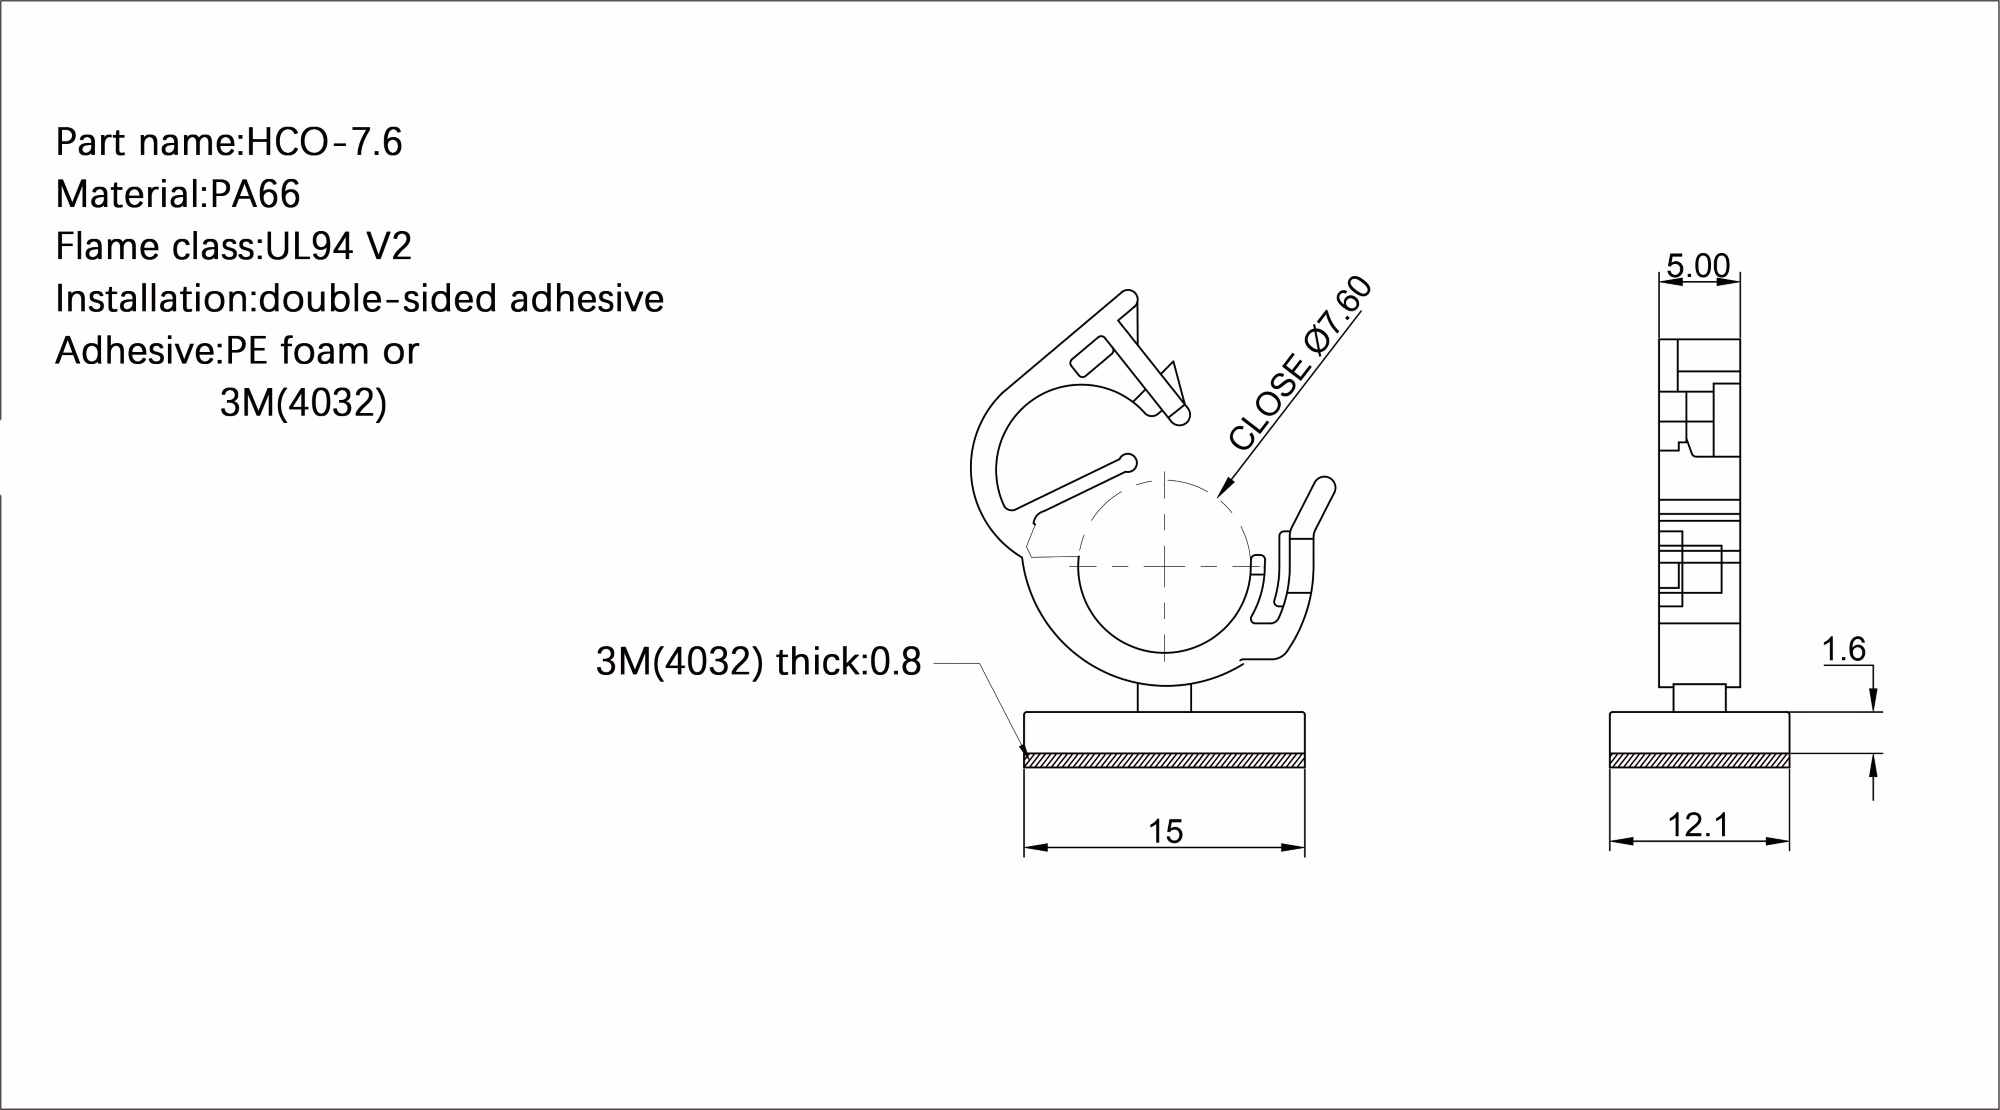 Part name:HCO-7.6
Material:PA66
Flame class:UL94 V2
Installation:double-sided adhesive
Adhesive:PE foam or
3M(4032)
CLOSE Ø7.60
5.00
3M(4032) thick:0.8
1.6
15
12.1